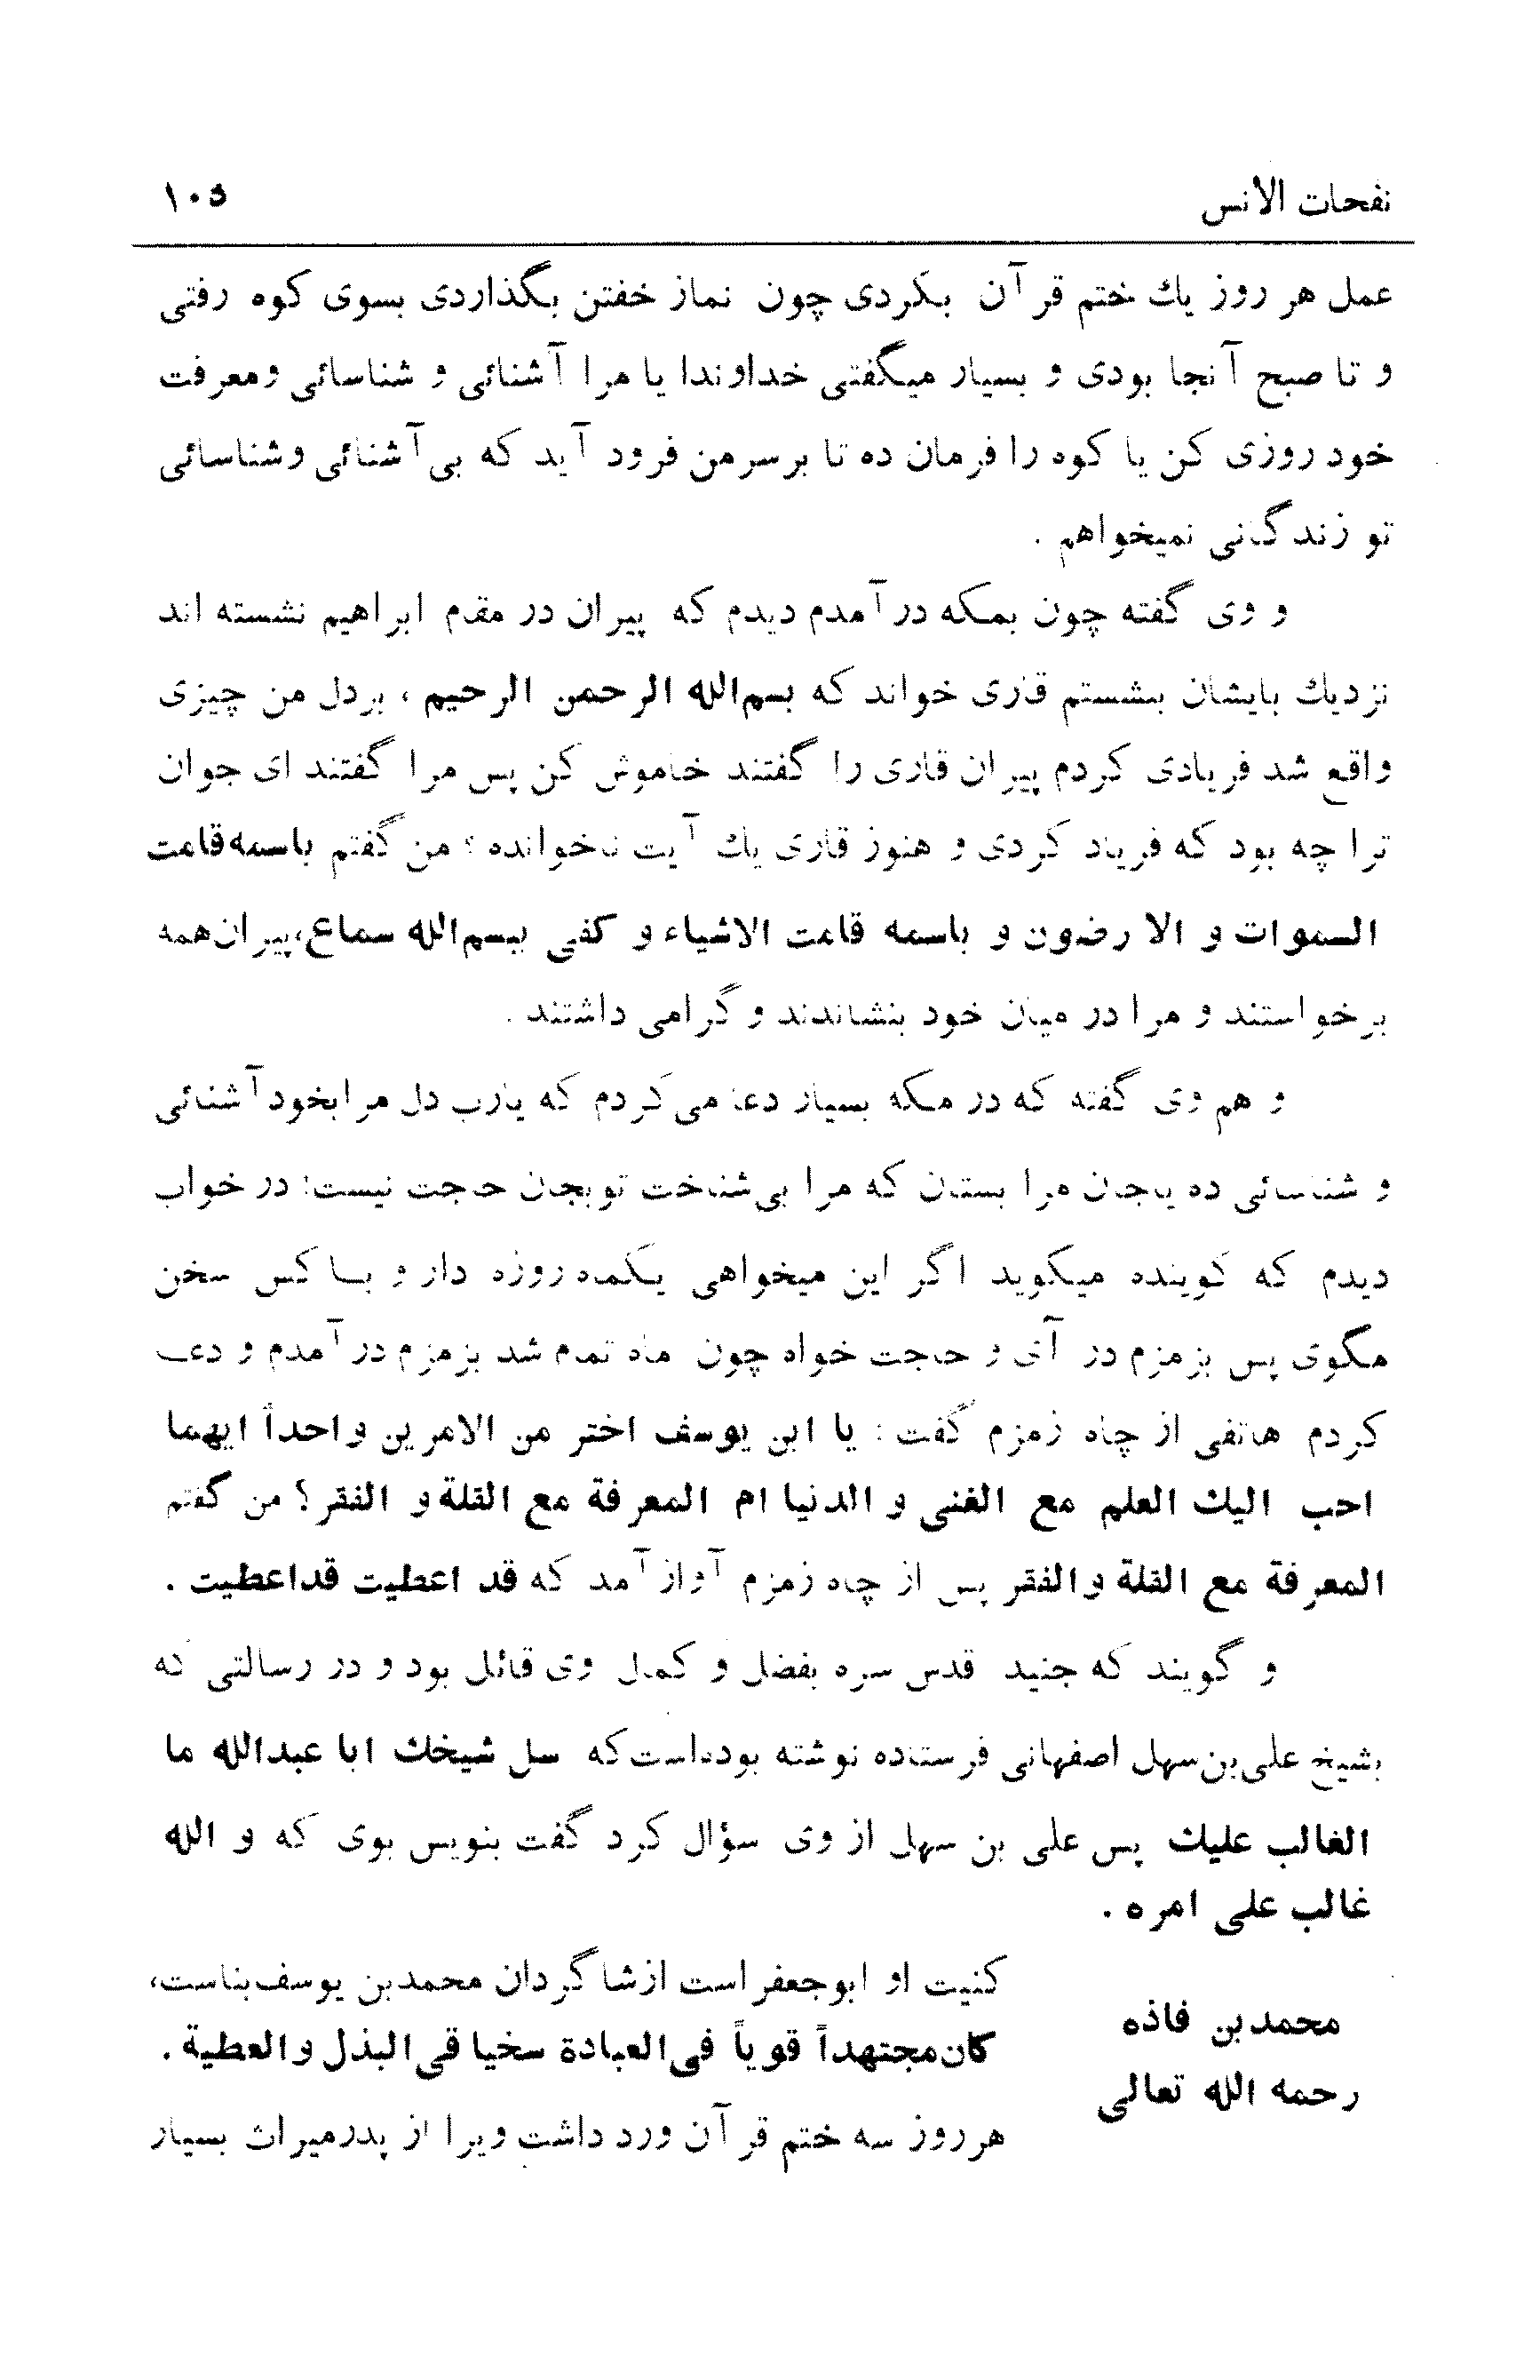 نفحات الانس
۱۰۵
عمل هر روز یك ختم قرآن بکردی چون نماز خفتن بگذاردی بسوی کوه رفتی
و تا صبح آنجا بودی و بسیار میگفتی خداوندا یا مرا آشنائی و شناسائی ومعرفت
خود روزی کن یا کوه را فرمان ده تا برسرمن فرود آید که بی آشنائی وشناسائی
تو زندگانی نمیخواهم .
و وی گفته چون بمکه درآمدم دیدم که پیران در مقام ابراهیم نشسته اند
نزدیك بایشان بنشستم قاری خواند که بسم‌الله الرحمن الرحیم ، بردل من چیزی
واقع شد فریادی کردم پیران قاری را گفتند خاموش کن پس مرا گفتند ای جوان
ترا چه بود که فریاد کردی و هنوز قاری یك آیت ناخوانده ؛ من گفتم باسمه‌قامت
السموات و الارضون و باسمه قامت الاشیاء و کفی ببسم‌الله سماع،پیران‌همه
برخواستند و مرا در میان خود بنشاندند و گرامی داشتند .
و هم وی گفته که در مکه بسیار دعا می کردم که یارب دل مرابخود آشنائی
و شناسائی ده یاجان مرا بستان که مرا بی‌شناخت توبجان حاجت نیست؛ در خواب
دیدم که گوینده میگوید اگر این میخواهی یکماه روزه دار و بــا کس سخن
مگوی پس بزمزم در آی و حاجت خواه چون ماه تمام شد بزمزم درآمدم و دعا
کردم هاتفی از چاه زمزم گفت : یا ابن یوسف اختر من الامرین واحداً ایهما
احب الیك العلم مع الغنی و الدنیا ام المعرفة مع القلة و الفقر؟ من گفتم
المعرفة مع القلة والفقر پس از چاه زمزم آواز آمد که قد اعطیت قداعطیت .
و گویند که جنید قدس سره بفضل و کمال وی قائل بود و در رسالتی که
بشیخ علی‌بن‌سهل اصفهانی فرستاده نوشته بوده‌است که سل شیخك ابا عبدالله ما
الغالب علیك پس علی بن سهل از وی سؤال کرد گفت بنویس بوی که و الله
غالب علی امره .
محمدبن فاذه
رحمه الله تعالی
کنیت او ابوجعفراست ازشاگردان محمدبن یوسف‌بناست،
کان‌مجتهداً قویاً فی‌العبادة سخیا فی‌البذل والعطیة .
هرروز سه ختم قرآن ورد داشت ویرا از پدرمیراث بسیار